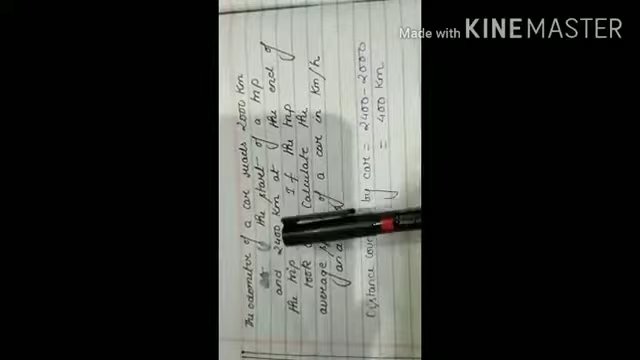 Made with KINEMASTER
The odometer of a car reads 2000 km
the start of a trip
and 2400 km at the end of
the trip If the trip
took Calculate the
average of a car in km/h
an
Distance by car = 2400-2000
= 400 km